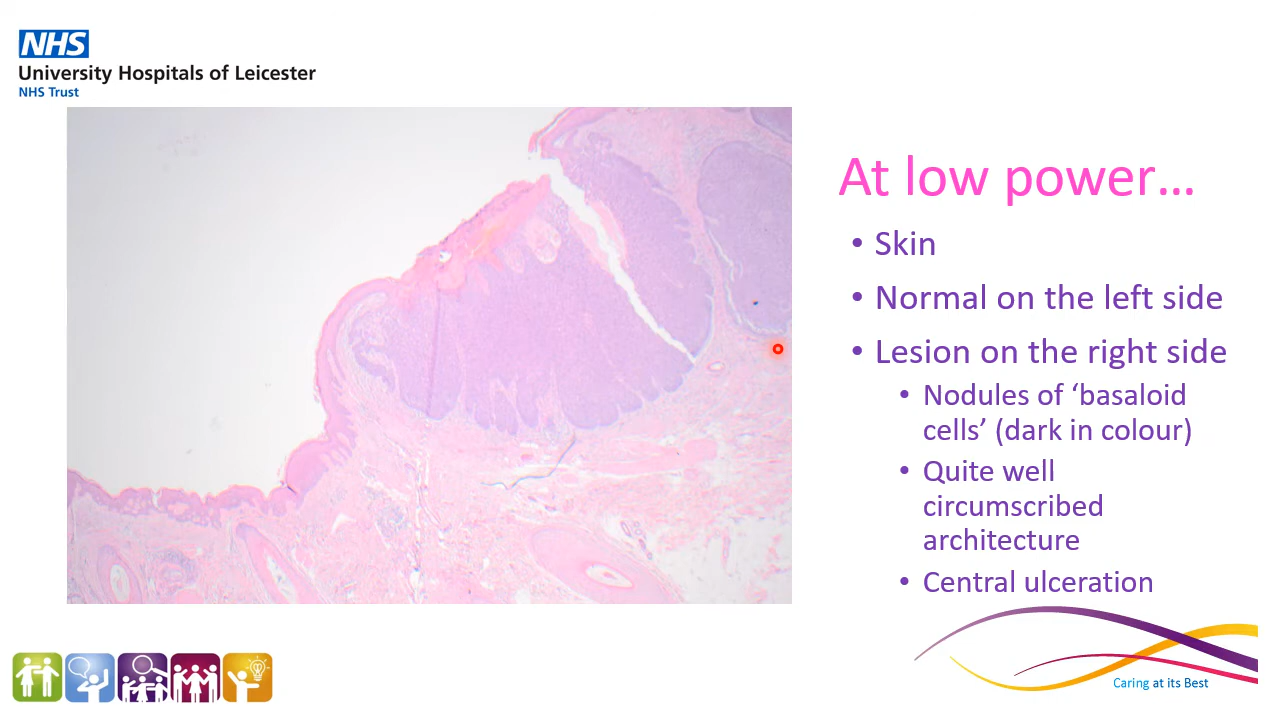 NHS
University Hospitals of Leicester
NHS Trust
At low power…
• Skin
• Normal on the left side
• Lesion on the right side
• Nodules of ‘basaloid
cells’ (dark in colour)
• Quite well
circumscribed
architecture
• Central ulceration
Caring at its Best